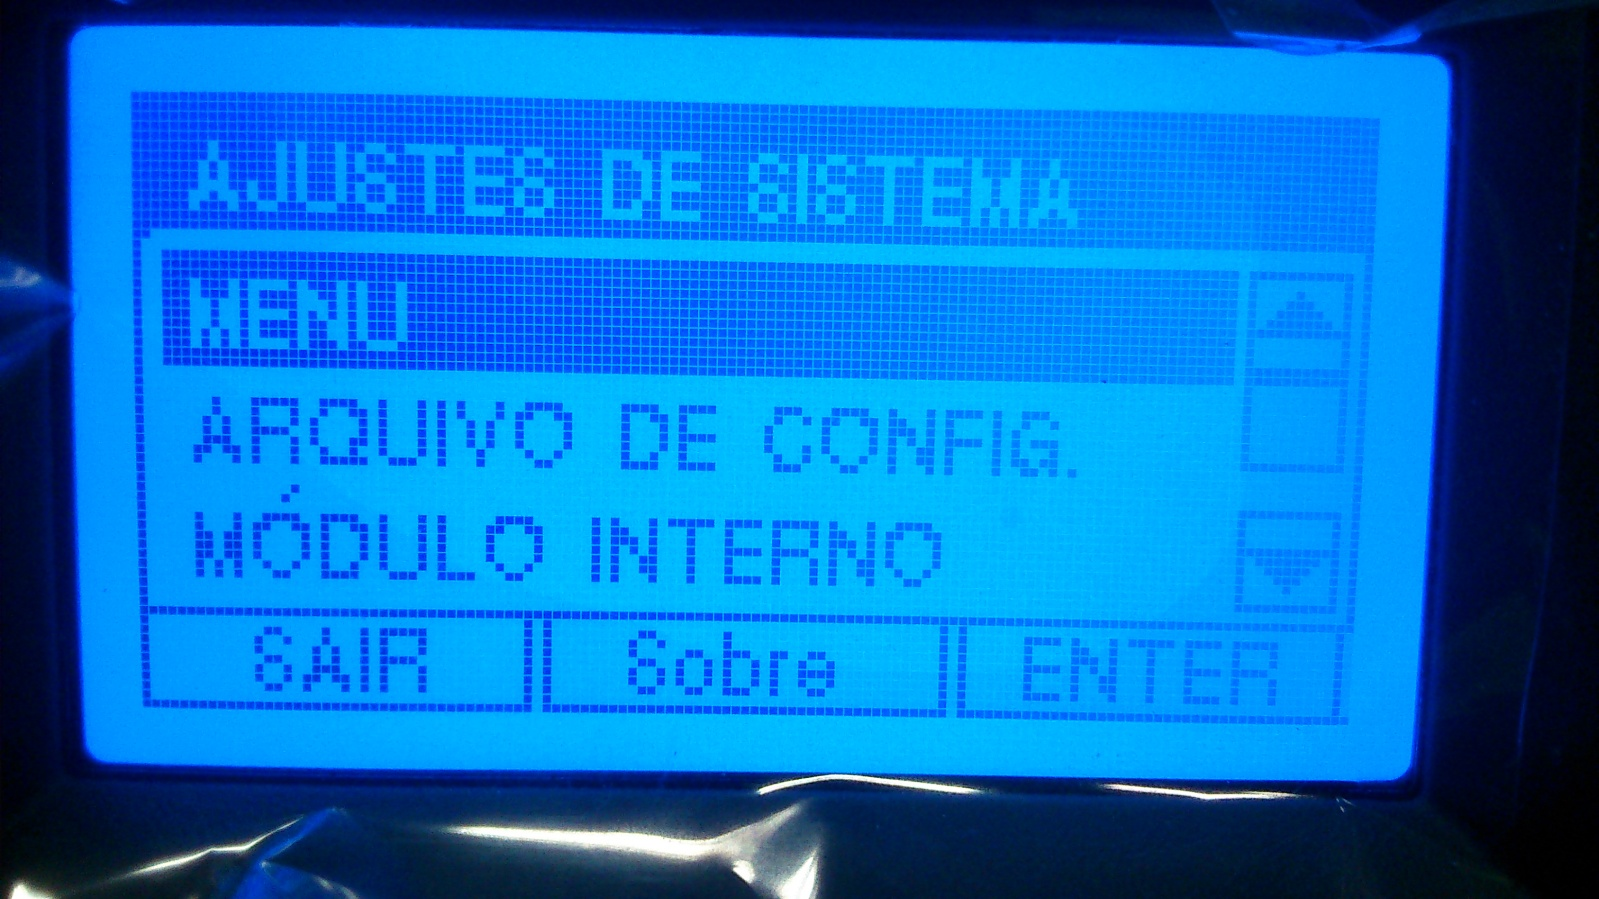 AJUSTES DE SISTEMA
MENU
ARQUIVO DE CONFIG.
MÓDULO INTERNO
SAIR Sobre ENTER